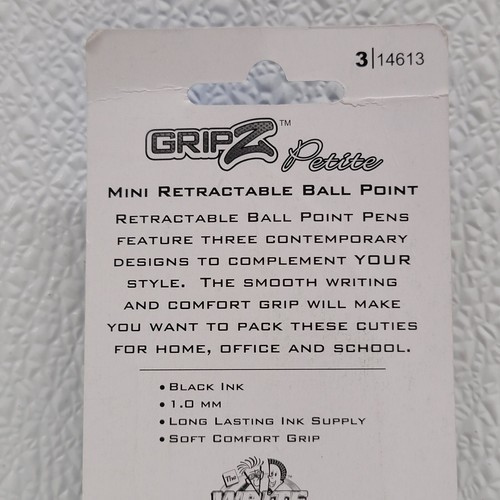 3|14613
GRIPZ™
Petite
MINI RETRACTABLE BALL POINT
RETRACTABLE BALL POINT PENS
FEATURE THREE CONTEMPORARY
DESIGNS TO COMPLEMENT YOUR
STYLE. THE SMOOTH WRITING
AND COMFORT GRIP WILL MAKE
YOU WANT TO PACK THESE CUTIES
FOR HOME, OFFICE AND SCHOOL.
• BLACK INK
• 1.0 MM
• LONG LASTING INK SUPPLY
• SOFT COMFORT GRIP